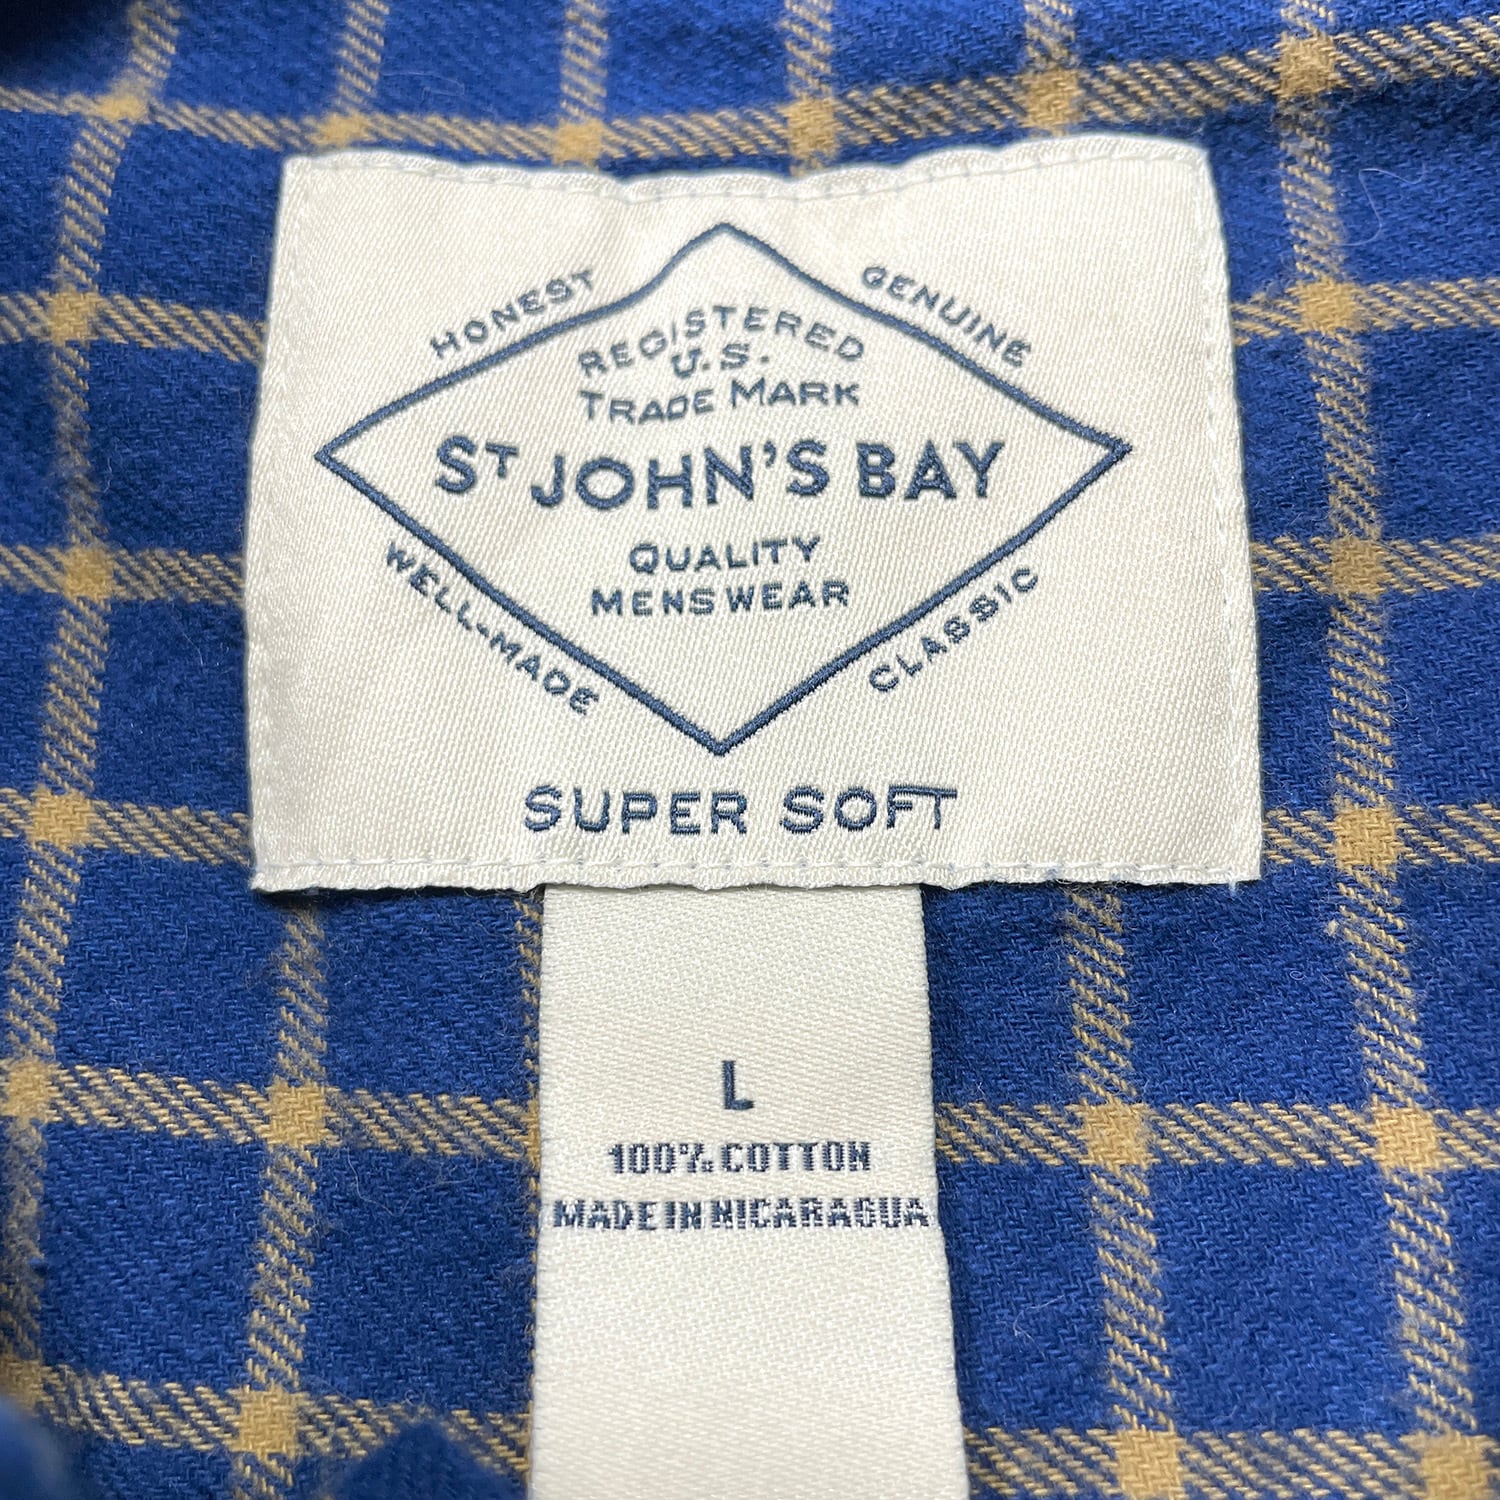 HONEST
GENUINE
REGISTERED
U.S.
TRADE MARK
ST JOHN'S BAY
QUALITY
MENSWEAR
WELL-MADE
CLASSIC
SUPER SOFT
L
100% COTTON
MADE IN NICARAGUA